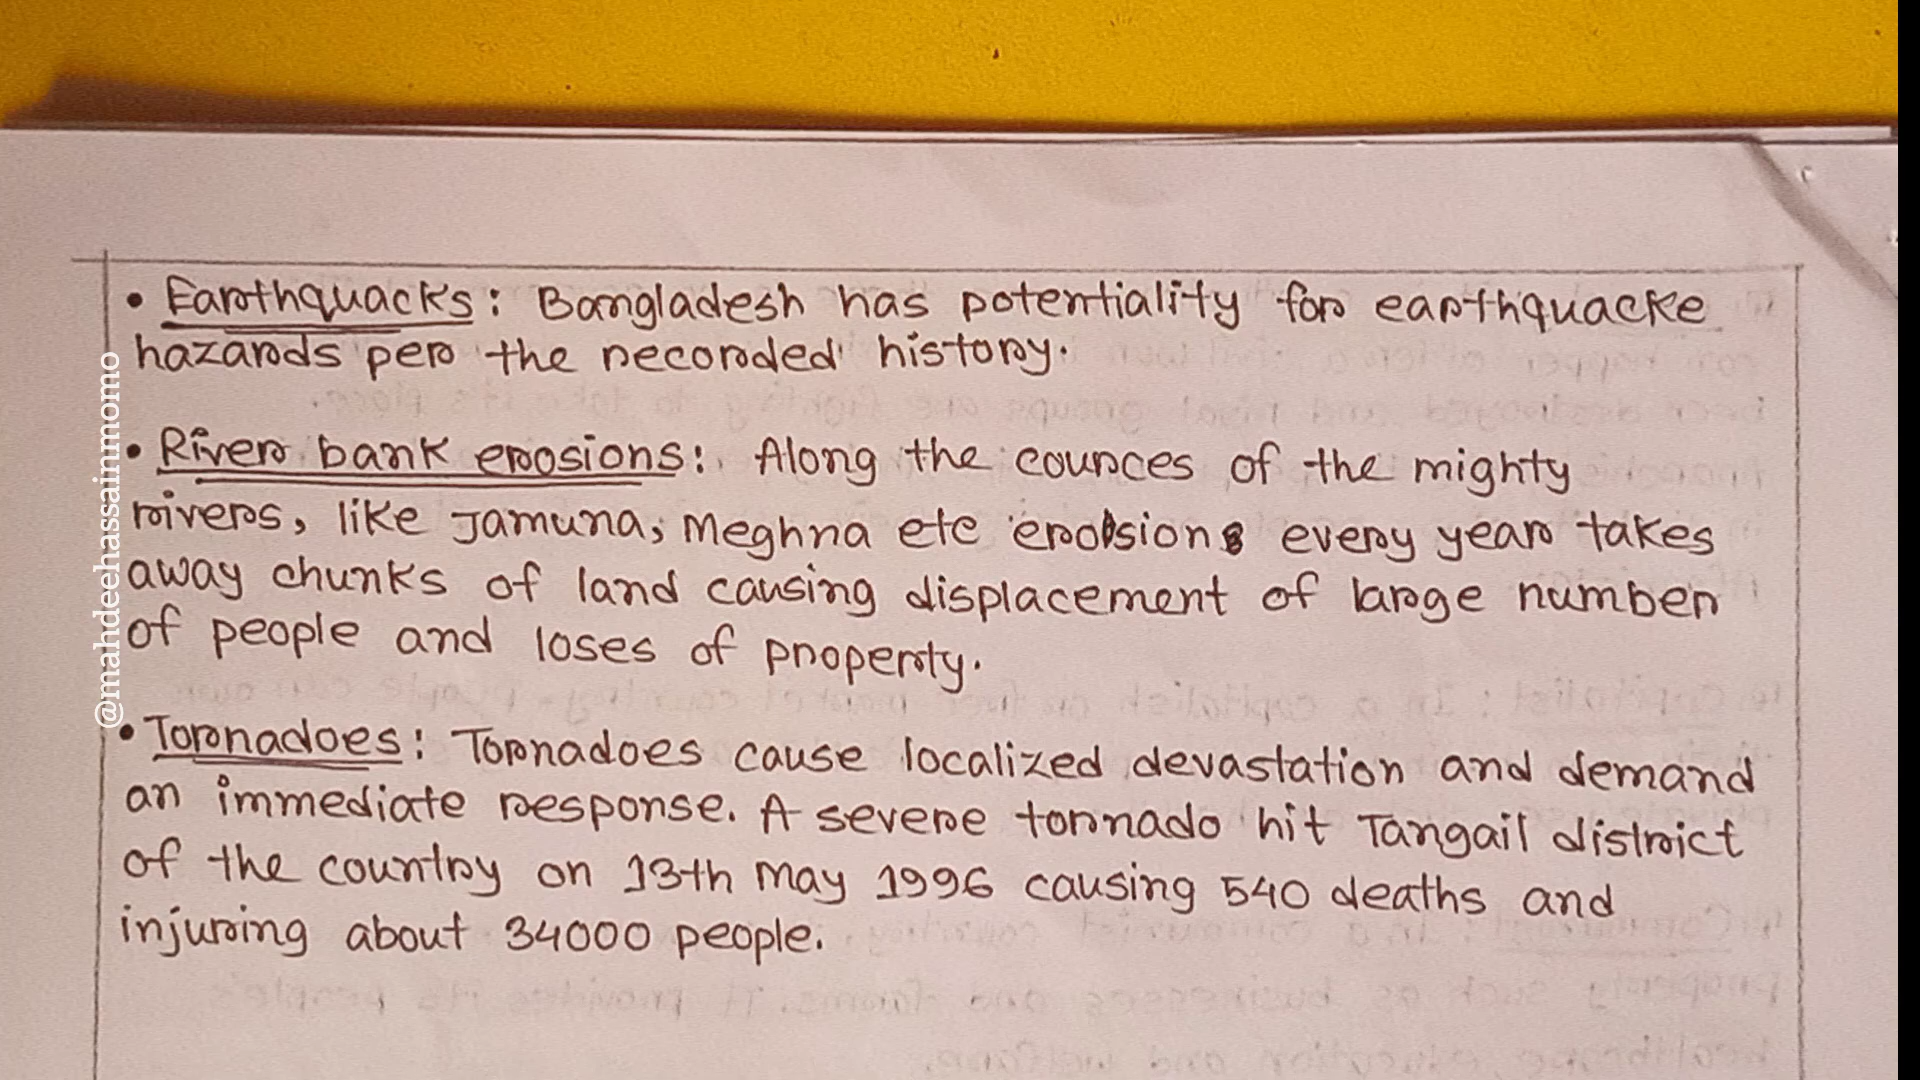 • Earthquacks: Bangladesh has potentiality for earthquacke
hazards per the recorded history.
• River bank erosions: Along the cources of the mighty
rivers, like Jamuna, Meghna etc erosions every year takes
away chunks of land causing displacement of large number
of people and loses of property.
• Tornadoes: Tornadoes cause localized devastation and demand
an immediate response. A severe tornado hit Tangail district
of the country on 13th May 1996 causing 540 deaths and
injuring about 34000 people.
@mahdeehassainmomo